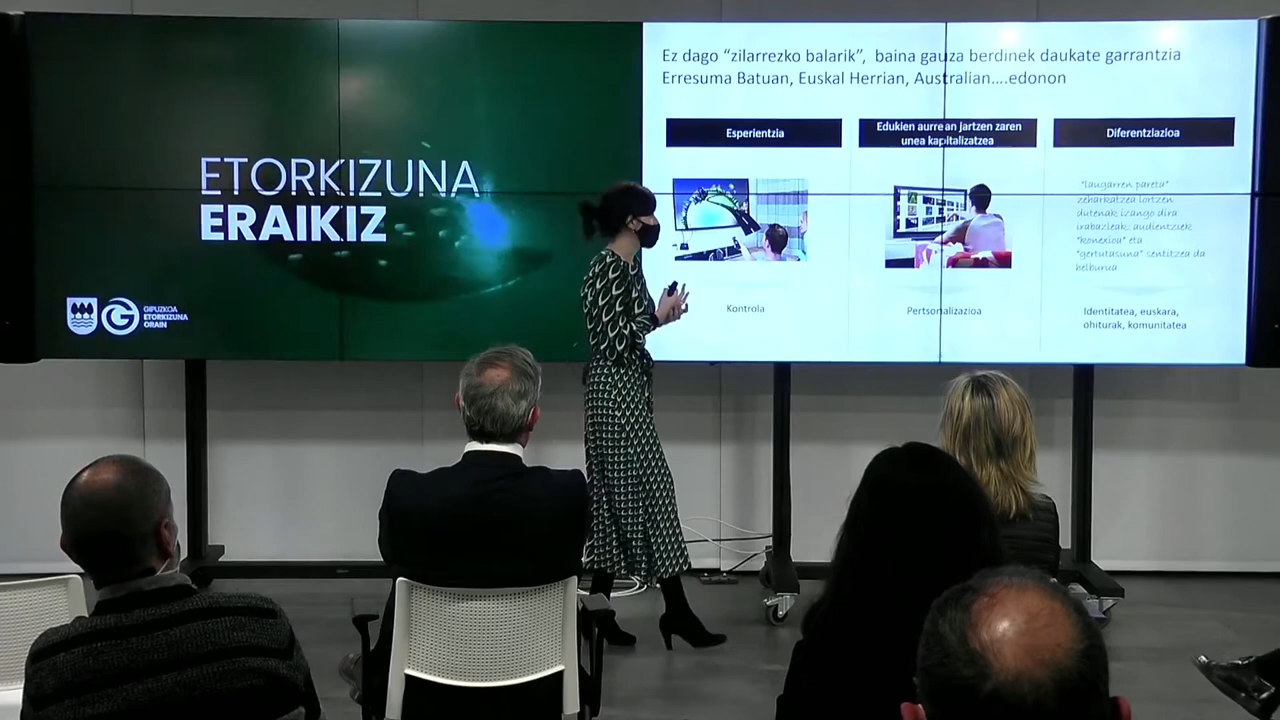 ETORKIZUNA
ERAIKIZ
GIPUZKOA
ETORKIZUNA
ORAIN
Ez dago “zilarrezko balarik”, baina gauza berdinek daukate garrantzia
Erresuma Batuan, Euskal Herrian, Australian....edonon
Esperientzia
Kontrola
Edukien aurrean jartzen zaren
unea kapitalizatzea
Pertsonalizazioa
Diferentziazioa
“laugarren pareta”
zeharkatzea lortzen
dutenak izango dira
irabazleak: audientziek
“konexioa” eta
“gertutasuna” sentitzea da
helburua
Identitatea, euskara,
ohiturak, komunitatea